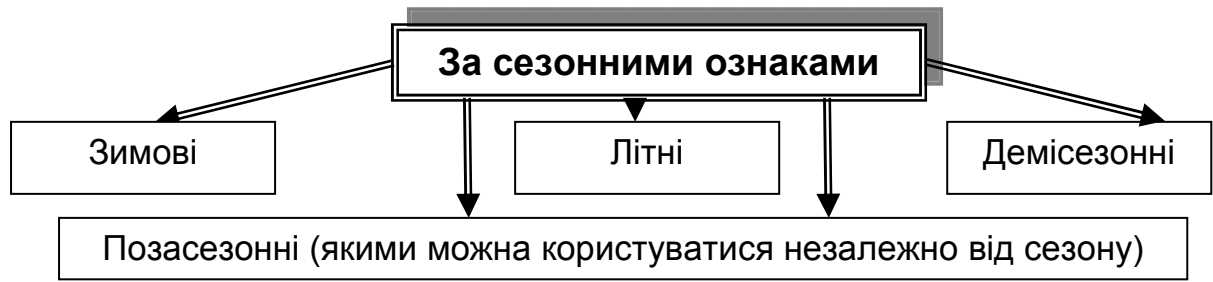 За сезонними ознаками
Зимові
Літні
Демісезонні
Позасезонні (якими можна користуватися незалежно від сезону)